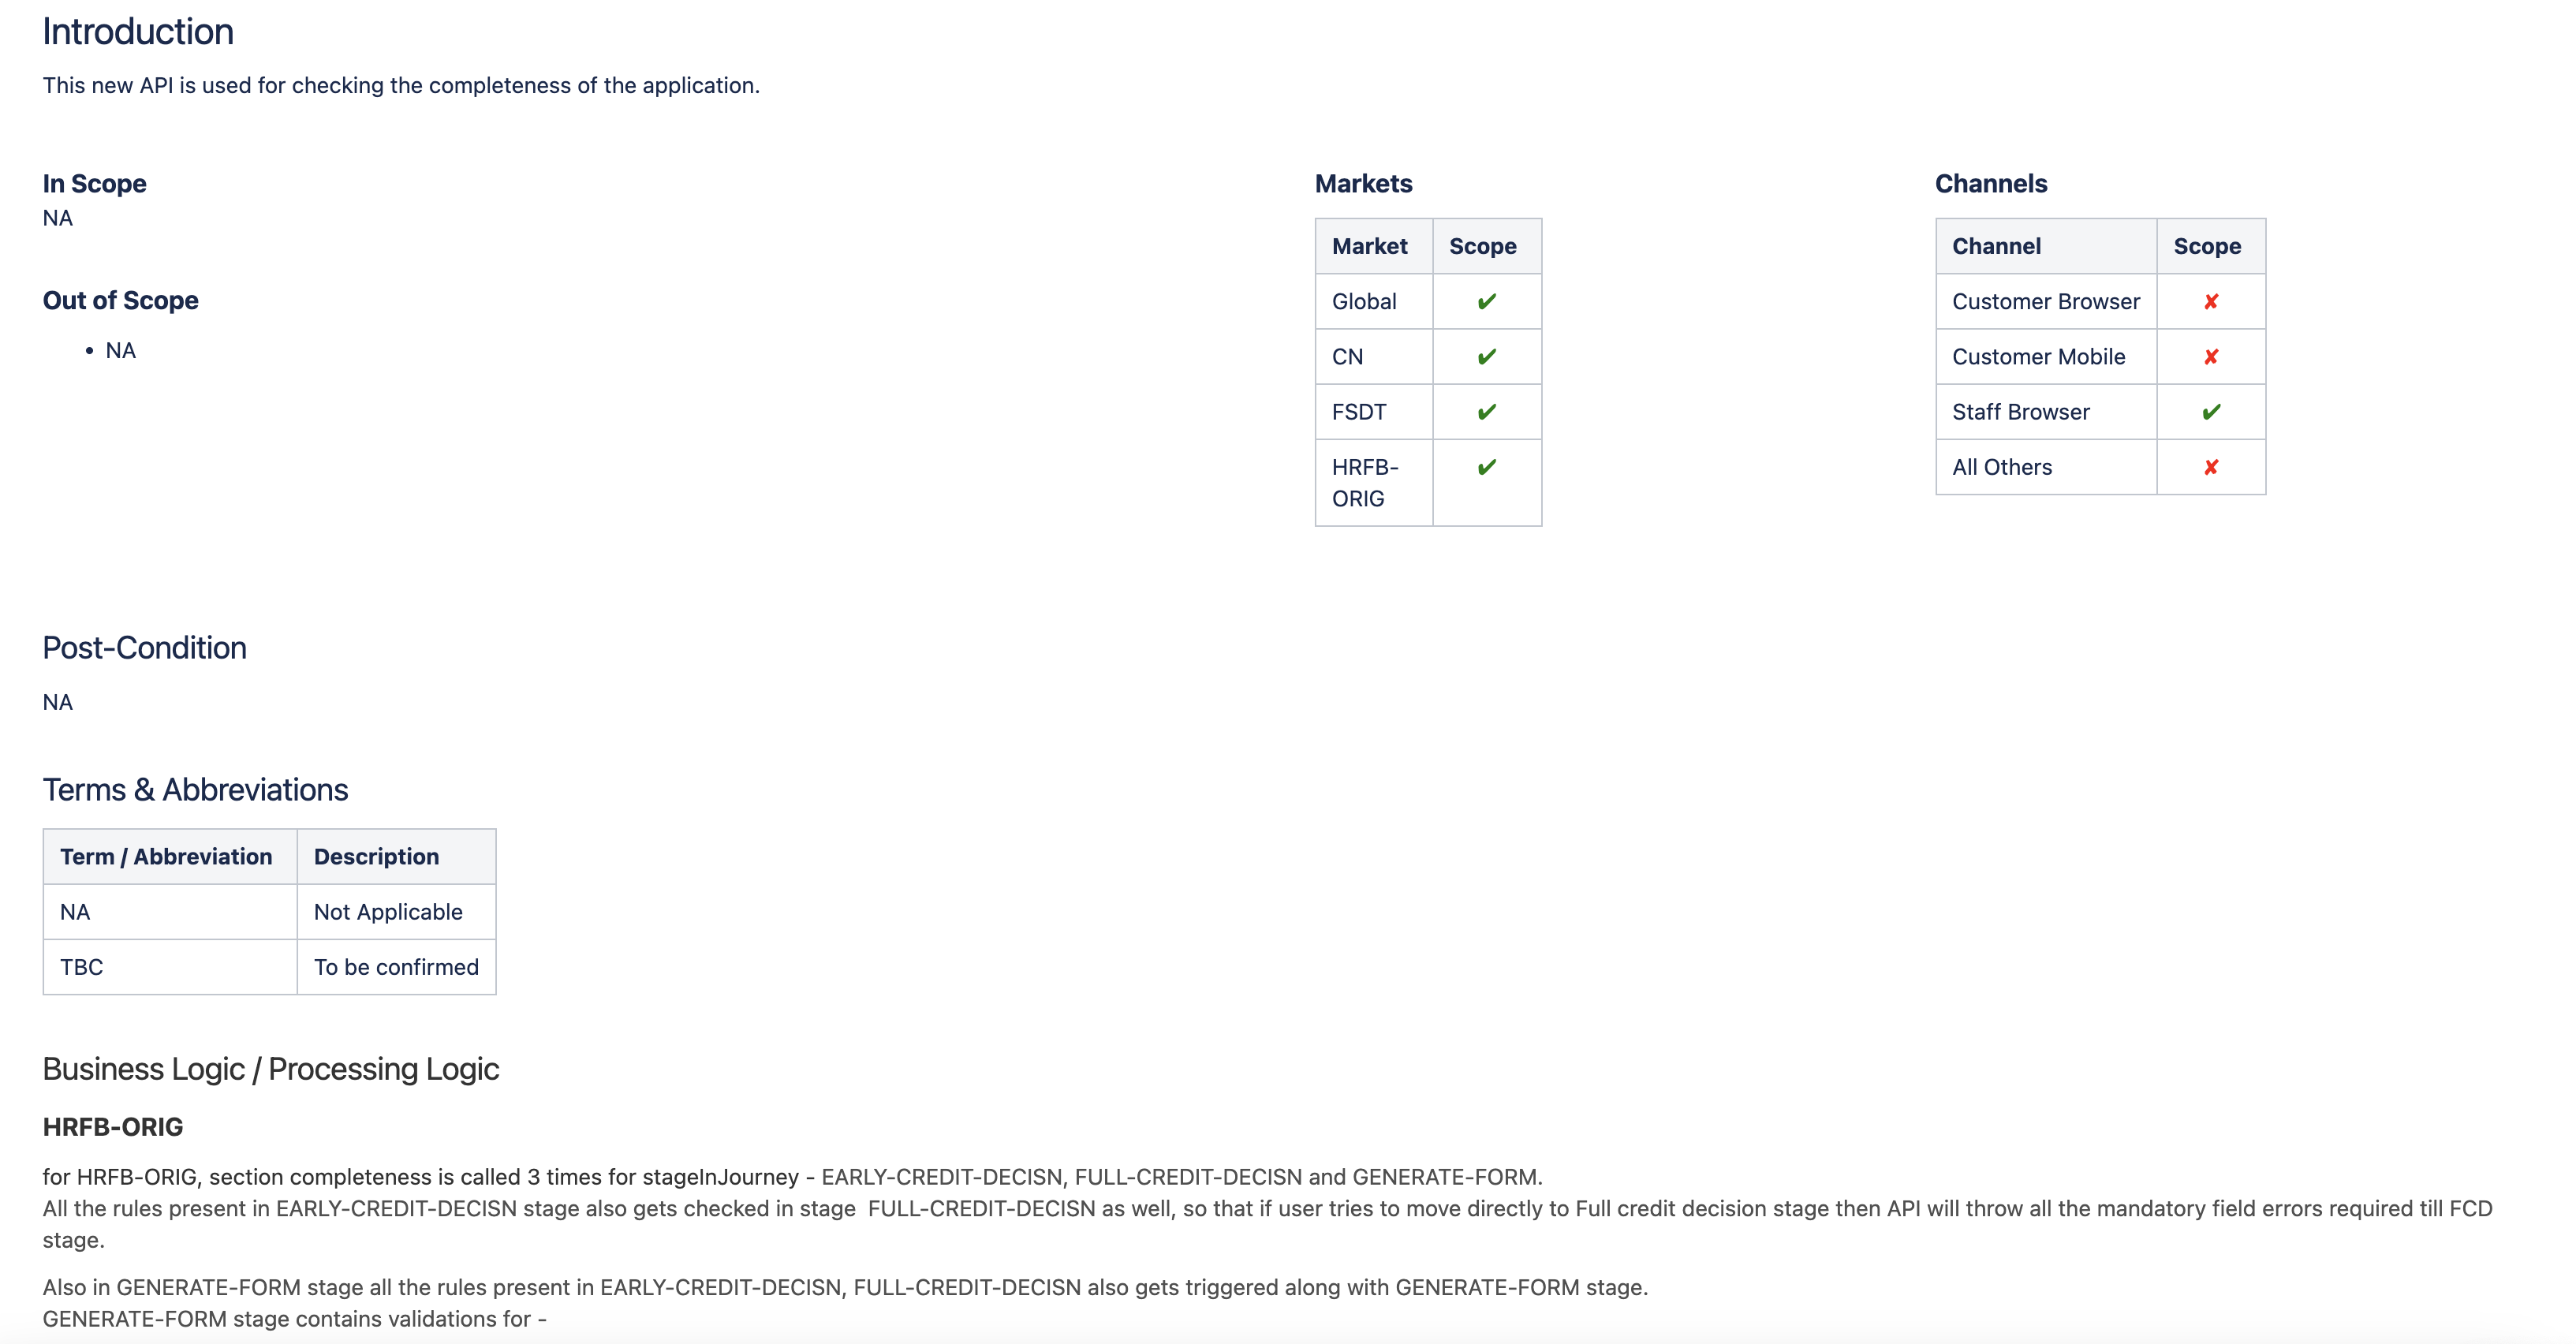 Introduction
This new API is used for checking the completeness of the application.
In Scope
NA
Out of Scope
• NA
Markets
Market Scope
Global ✔
CN ✔
FSDT ✔
HRFB-
ORIG ✔
Channels
Channel Scope
Customer Browser ✘
Customer Mobile ✘
Staff Browser ✔
All Others ✘
Post-Condition
NA
Terms & Abbreviations
Term / Abbreviation Description
NA Not Applicable
TBC To be confirmed
Business Logic / Processing Logic
HRFB-ORIG
for HRFB-ORIG, section completeness is called 3 times for stageInJourney - EARLY-CREDIT-DECISN, FULL-CREDIT-DECISN and GENERATE-FORM.
All the rules present in EARLY-CREDIT-DECISN stage also gets checked in stage  FULL-CREDIT-DECISN as well, so that if user tries to move directly to Full credit decision stage then API will throw all the mandatory field errors required till FCD
stage.
Also in GENERATE-FORM stage all the rules present in EARLY-CREDIT-DECISN, FULL-CREDIT-DECISN also gets triggered along with GENERATE-FORM stage.
GENERATE-FORM stage contains validations for -